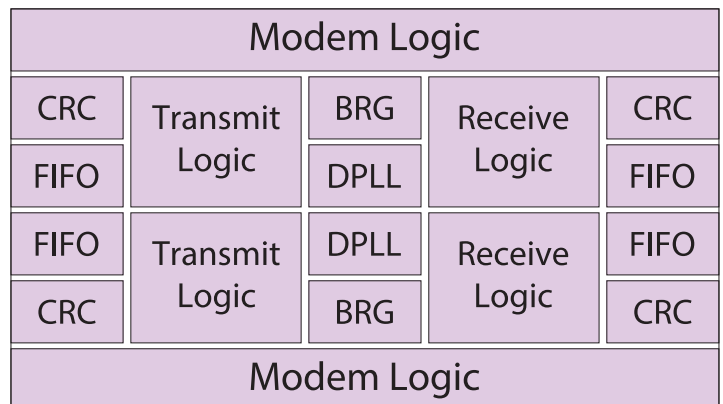 Modem Logic
CRC
Transmit
Logic
BRG
Receive
Logic
CRC
FIFO
DPLL
FIFO
FIFO
Transmit
Logic
DPLL
Receive
Logic
FIFO
CRC
BRG
CRC
Modem Logic